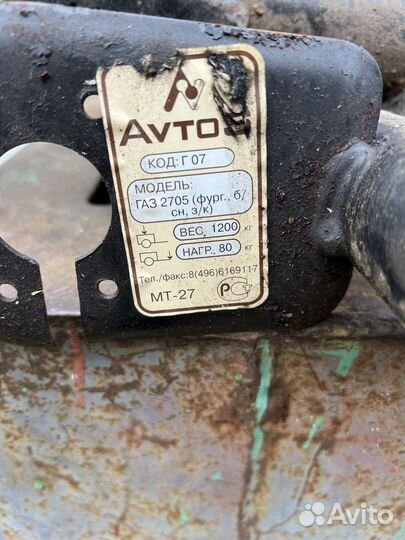 AVTOS
КОД: Г 07
МОДЕЛЬ:
ГАЗ 2705 (фург., б/
сн, з/к)
ВЕС, 1200 кг
НАГР. 80 кг
Тел./факс:8(496)6169117
МТ-27
РСТ
Avito